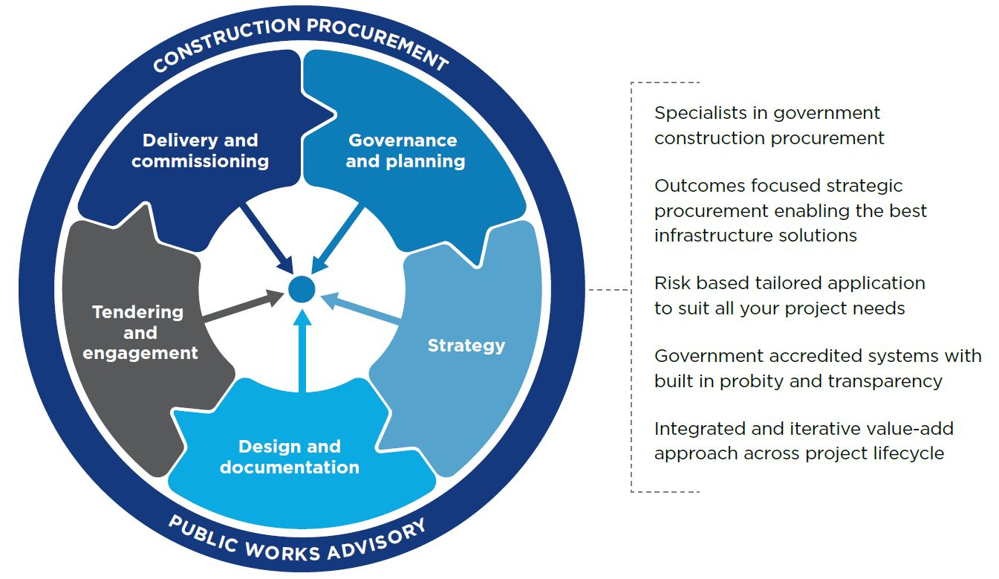 CONSTRUCTION PROCUREMENT
Delivery and
commissioning
Governance
and planning
Tendering
and
engagement
Strategy
Design and
documentation
PUBLIC WORKS ADVISORY
Specialists in government
construction procurement
Outcomes focused strategic
procurement enabling the best
infrastructure solutions
Risk based tailored application
to suit all your project needs
Government accredited systems with
built in probity and transparency
Integrated and iterative value-add
approach across project lifecycle